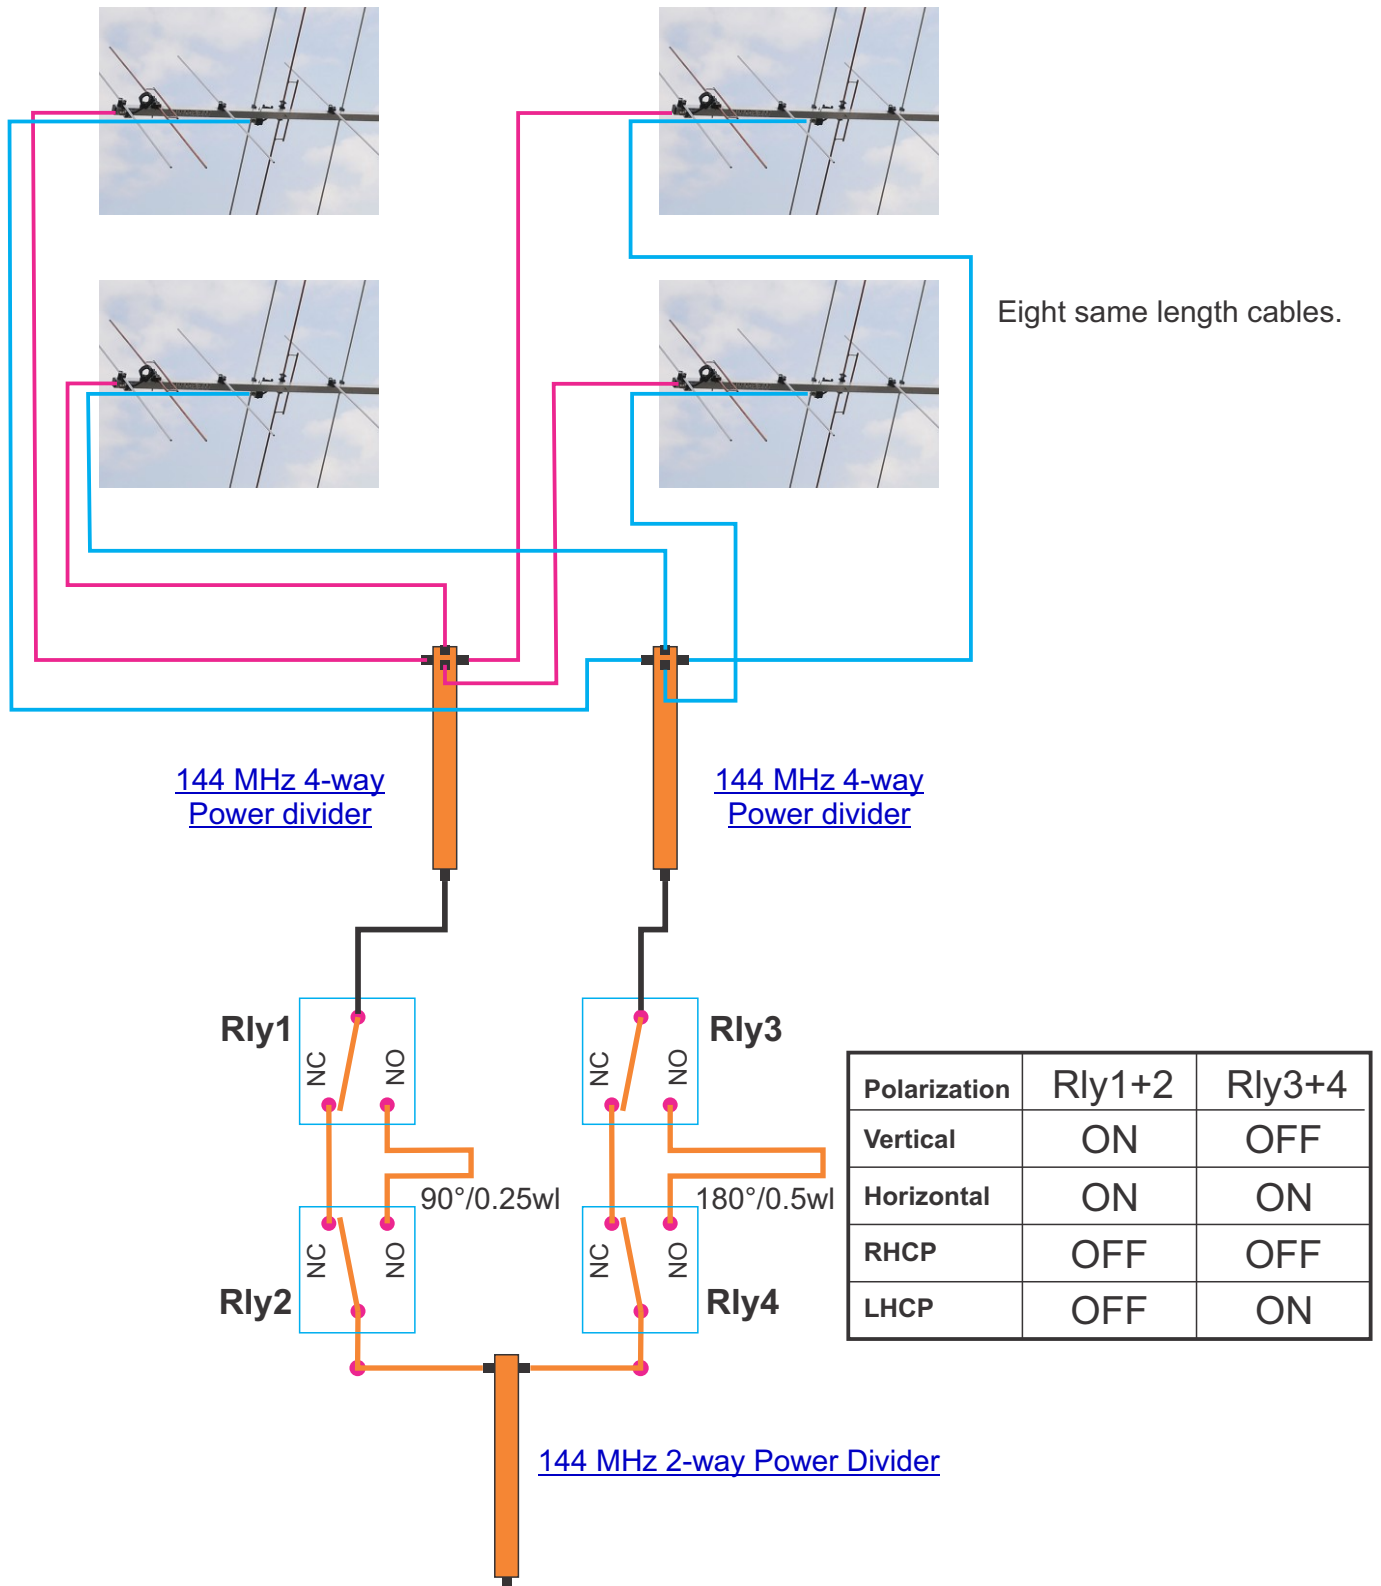 Eight same length cables.
144 MHz 4-way
Power divider
144 MHz 4-way
Power divider
Rly1
NC
NO
Rly3
NC
NO
90°/0.25wl
180°/0.5wl
Rly2
NC
NO
Rly4
NC
NO
Polarization Rly1+2 Rly3+4
Vertical ON OFF
Horizontal ON ON
RHCP OFF OFF
LHCP OFF ON
144 MHz 2-way Power Divider